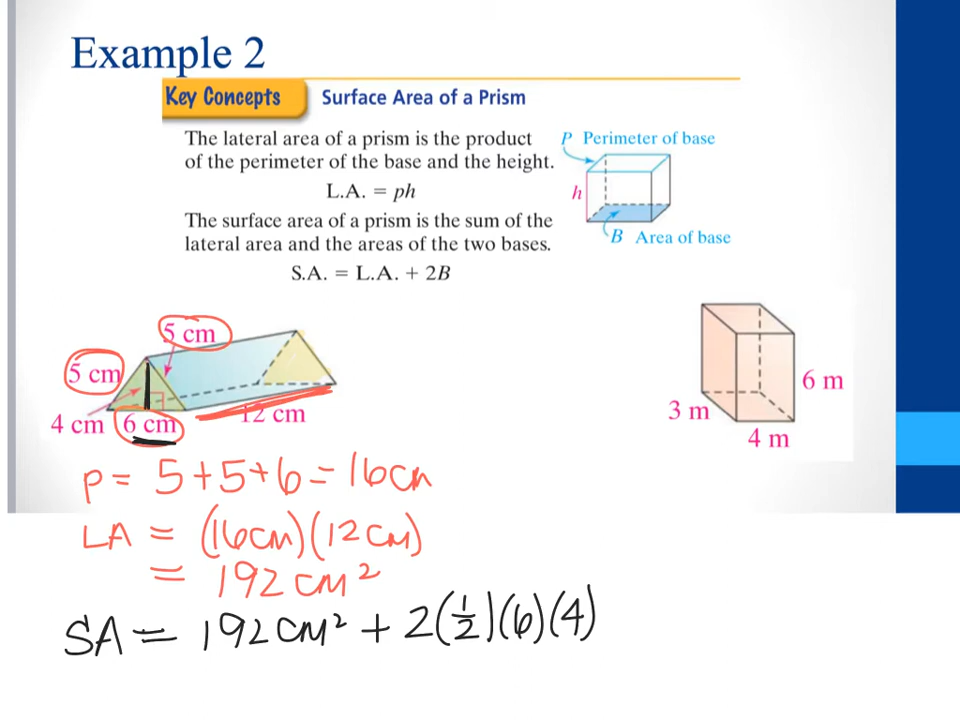 Example 2
Key Concepts Surface Area of a Prism
The lateral area of a prism is the product
of the perimeter of the base and the height.
L.A. = ph
The surface area of a prism is the sum of the
lateral area and the areas of the two bases.
S.A. = L.A. + 2B
P Perimeter of base
h
B Area of base
5 cm
5 cm
4 cm 6 cm 12 cm
6 m
3 m
4 m
P = 5+5+6 = 16cm
LA = (16cm)(12cm)
= 192 cm²
SA = 192 cm² + 2(½)(6)(4)